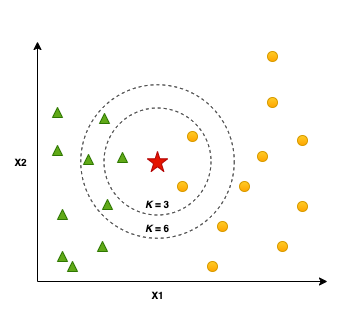 X2
K = 3
K = 6
X1